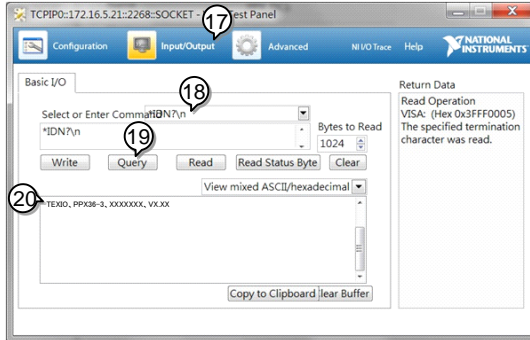 TCPIP0::172.16.5.21::2268::SOCKET - 17 Test Panel
Configuration Input/Output Advanced NI I/O Trace Help NATIONAL INSTRUMENTS
Basic I/O
Return Data
18
Select or Enter Command *IDN?\n
*IDN?\n
19
Bytes to Read
1024
Write Query Read Read Status Byte Clear
View mixed ASCII/hexadecimal
20
TEXIO, PPX36-3, XXXXXXX, VX.XX
Copy to Clipboard lear Buffer
Read Operation
VISA: (Hex 0x3FFF0005)
The specified termination
character was read.